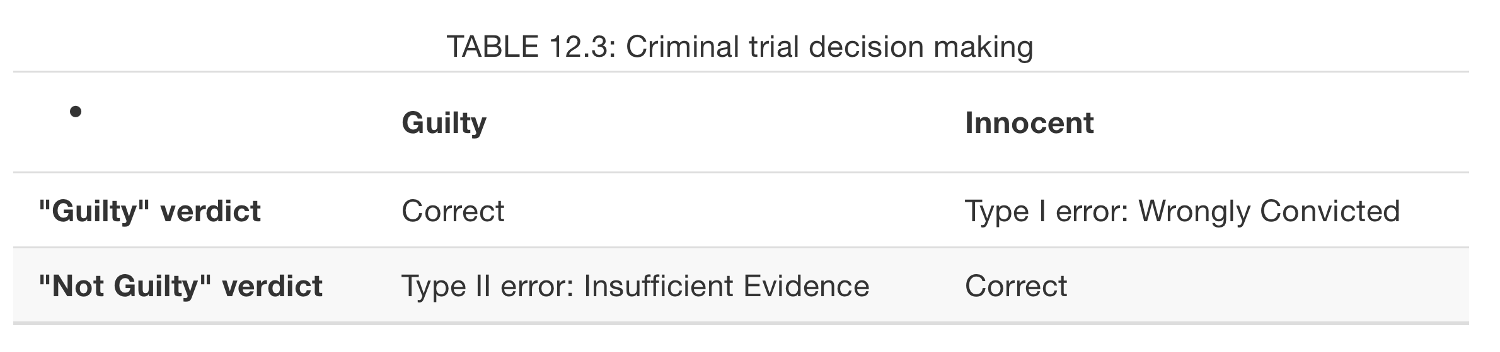 TABLE 12.3: Criminal trial decision making
• Guilty Innocent
"Guilty" verdict Correct Type I error: Wrongly Convicted
"Not Guilty" verdict Type II error: Insufficient Evidence Correct